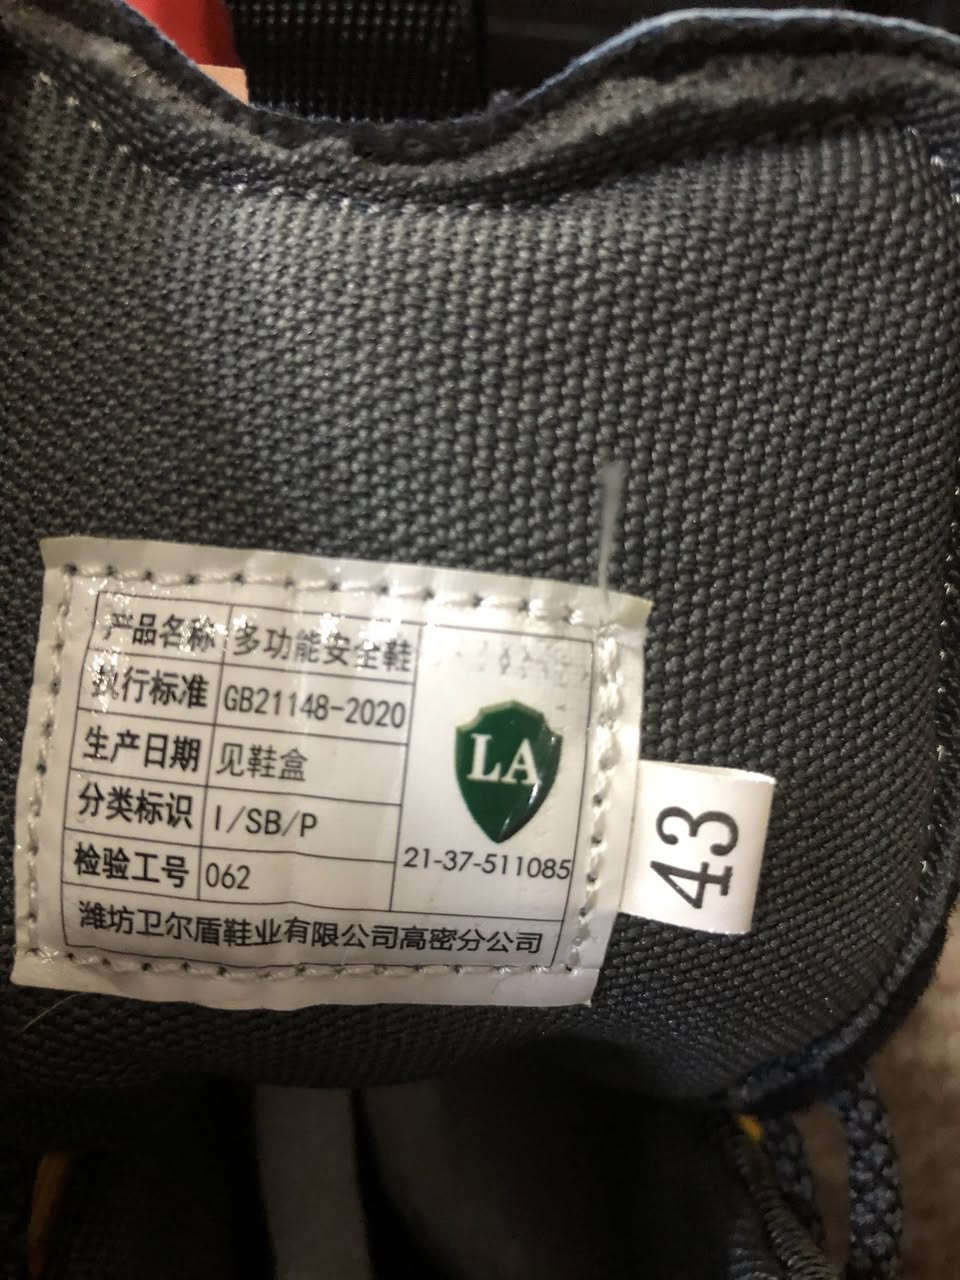 产品名称 多功能安全鞋
执行标准 GB21148-2020
生产日期 见鞋盒
分类标识 I/SB/P
检验工号 062
LA
21-37-511085
潍坊卫尔盾鞋业有限公司高密分公司
43